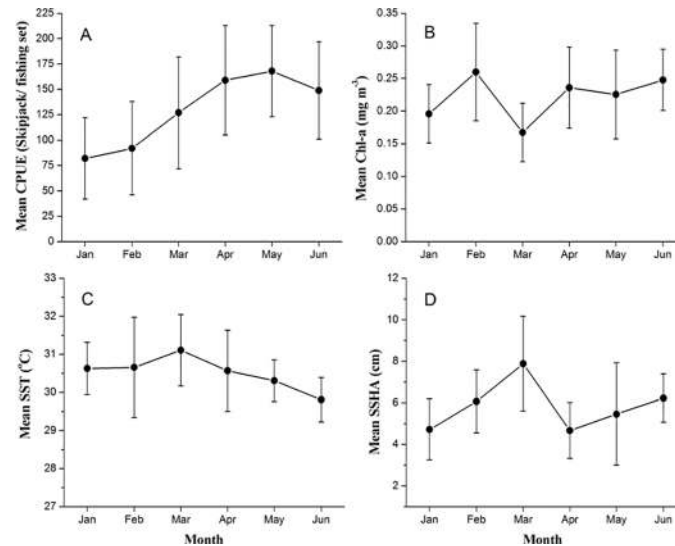 A
Mean CPUE (Skipjack/ fishing set)
225
200
175
150
125
100
75
50
25
0
Jan Feb Mar Apr May Jun
B
Mean Chl-a (mg m-3)
0.35
0.30
0.25
0.20
0.15
0.10
0.05
0.00
Jan Feb Mar Apr May Jun
C
Mean SST (°C)
33
32
31
30
29
28
27
Jan Feb Mar Apr May Jun
Month
D
Mean SSHA (cm)
12
10
8
6
4
2
Jan Feb Mar Apr May Jun
Month